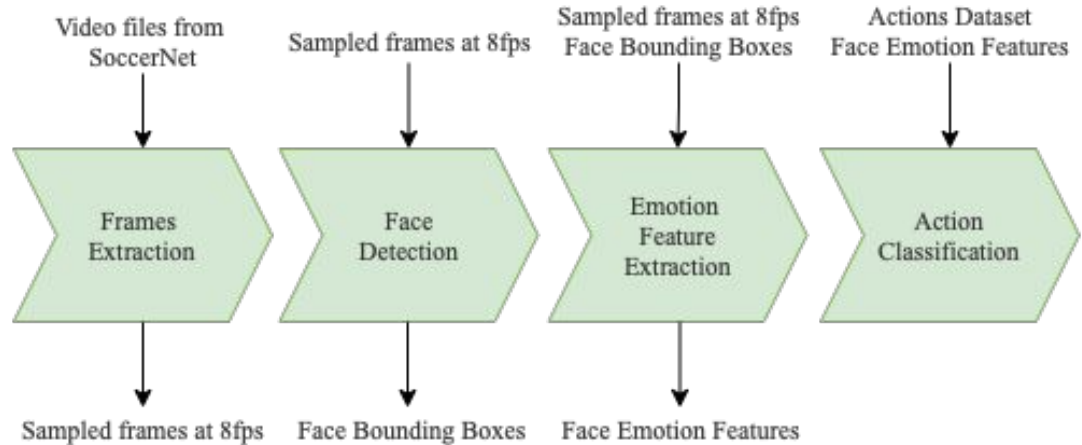 Video files from
SoccerNet
Sampled frames at 8fps
Sampled frames at 8fps
Face Bounding Boxes
Actions Dataset
Face Emotion Features
Frames
Extraction
Face
Detection
Emotion
Feature
Extraction
Action
Classification
Sampled frames at 8fps
Face Bounding Boxes
Face Emotion Features